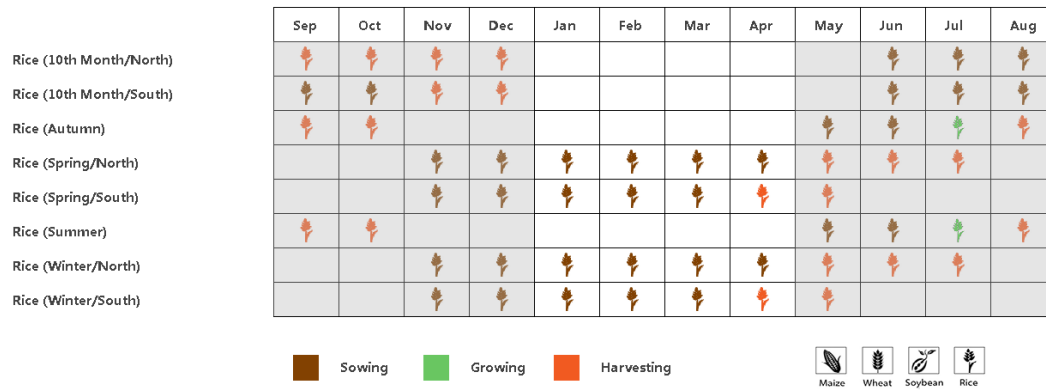 Sep Oct Nov Dec Jan Feb Mar Apr May Jun Jul Aug
Rice (10th Month/North)
Rice (10th Month/South)
Rice (Autumn)
Rice (Spring/North)
Rice (Spring/South)
Rice (Summer)
Rice (Winter/North)
Rice (Winter/South)
Sowing Growing Harvesting
Maize Wheat Soybean Rice